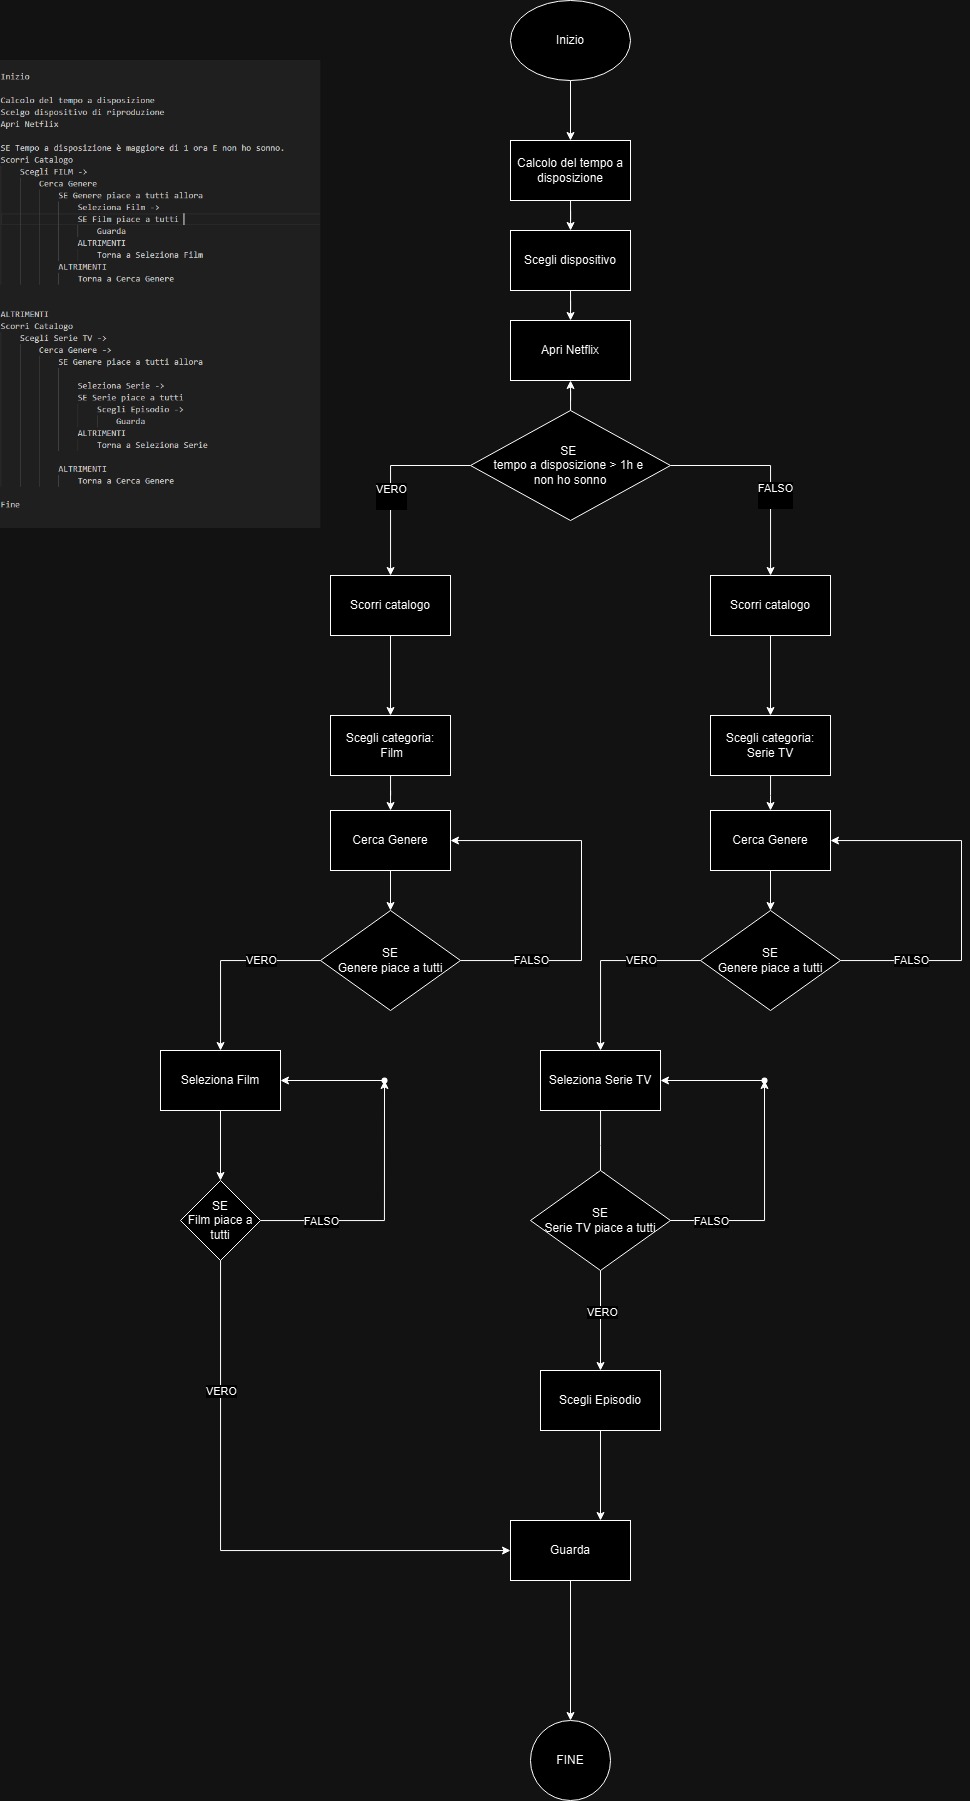 Inizio
Calcolo del tempo a disposizione
Scelgo dispositivo di riproduzione
Apri Netflix
SE Tempo a disposizione è maggiore di 1 ora E non ho sonno.
Scorri Catalogo
Scegli FILM ->
Cerca Genere
SE Genere piace a tutti allora
Seleziona Film ->
SE Film piace a tutti
Guarda
ALTRIMENTI
Torna a Seleziona Film
ALTRIMENTI
Torna a Cerca Genere
ALTRIMENTI
Scorri Catalogo
Scegli Serie TV ->
Cerca Genere ->
SE Genere piace a tutti allora
Seleziona Serie ->
SE Serie piace a tutti
Scegli Episodio ->
Guarda
ALTRIMENTI
Torna a Seleziona Serie
ALTRIMENTI
Torna a Cerca Genere
Fine
Inizio
Calcolo del tempo a
disposizione
Scegli dispositivo
Apri Netflix
SE
tempo a disposizione > 1h e
non ho sonno
VERO
FALSO
Scorri catalogo
Scorri catalogo
Scegli categoria:
Film
Scegli categoria:
Serie TV
Cerca Genere
Cerca Genere
SE
Genere piace a tutti
VERO
FALSO
SE
Genere piace a tutti
VERO
FALSO
Seleziona Film
Seleziona Serie TV
SE
Film piace a
tutti
FALSO
SE
Serie TV piace a tutti
FALSO
VERO
VERO
Scegli Episodio
Guarda
FINE